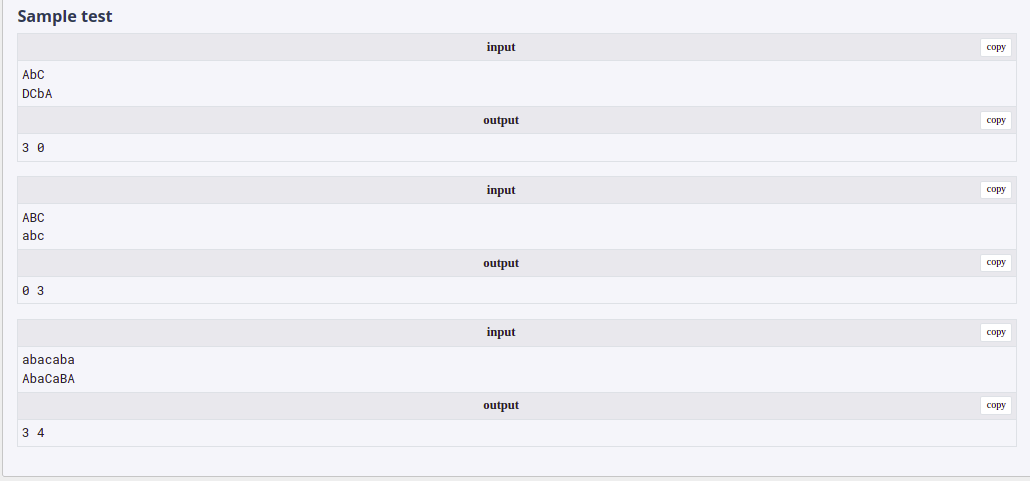 Sample test
input
copy
AbC
DCbA
output
copy
3 0
input
copy
ABC
abc
output
copy
0 3
input
copy
abacaba
AbaCaBA
output
copy
3 4